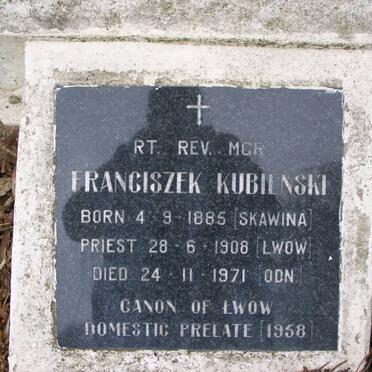 RT. REV. MGR
FRANCISZEK KUBIENSKI
BORN 4-9-1885 [SKAWINA]
PRIEST 28-6-1908 [ŁWOW]
DIED 24-11-1971 [ODN.]
CANON OF ŁWOW
DOMESTIC PRELATE [1958]